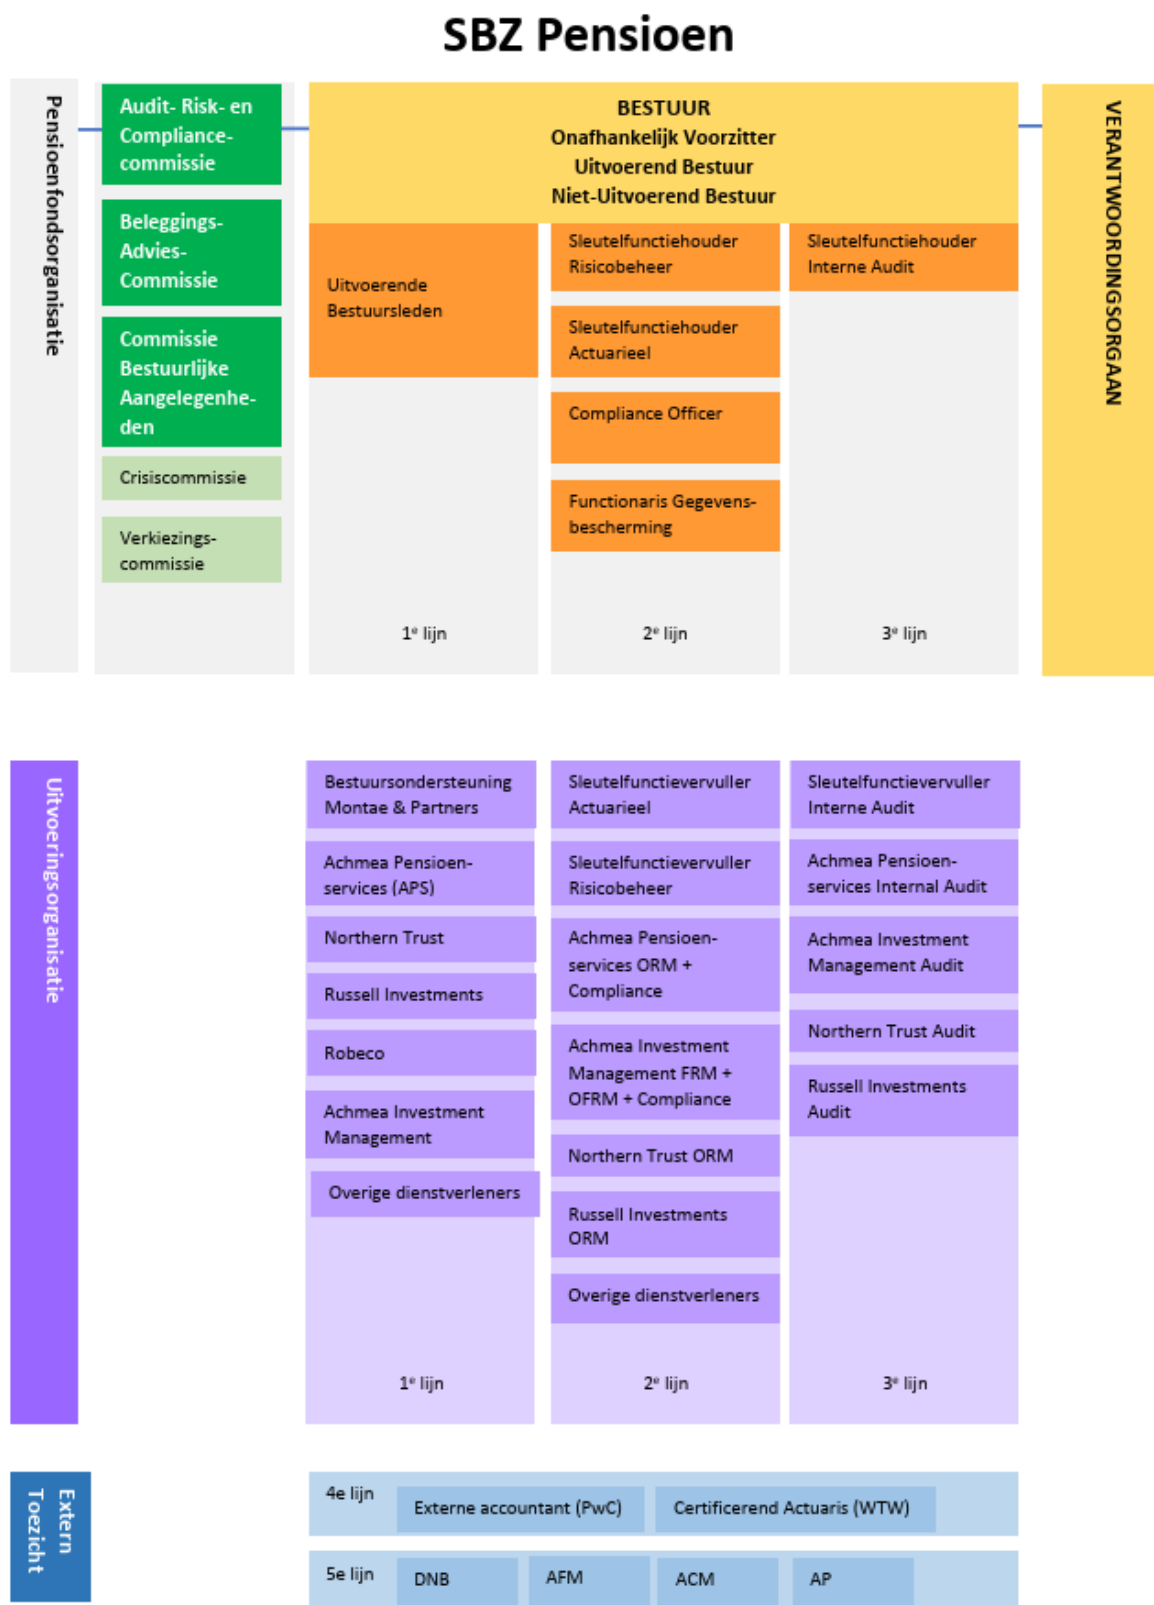 SBZ Pensioen
Pensioenfondsorganisatie
Audit- Risk- en
Compliance-
commissie
Beleggings-
Advies-
Commissie
Commissie
Bestuurlijke
Aangelegenhe-
den
Crisiscommissie
Verkiezings-
commissie
BESTUUR
Onafhankelijk Voorzitter
Uitvoerend Bestuur
Niet-Uitvoerend Bestuur
Uitvoerende
Bestuursleden
1e lijn
Sleutelfunctiehouder
Risicobeheer
Sleutelfunctiehouder
Actuarieel
Compliance Officer
Functionaris Gegevens-
bescherming
2e lijn
Sleutelfunctiehouder
Interne Audit
3e lijn
VERANTWOORDINGSORGAAN
Uitvoeringsorganisatie
Bestuursondersteuning
Montae & Partners
Achmea Pensioen-
services (APS)
Northern Trust
Russell Investments
Robeco
Achmea Investment
Management
Overige dienstverleners
1e lijn
Sleutelfunctievervuller
Actuarieel
Sleutelfunctievervuller
Risicobeheer
Achmea Pensioen-
services ORM +
Compliance
Achmea Investment
Management FRM +
OFRM + Compliance
Northern Trust ORM
Russell Investments
ORM
Overige dienstverleners
2e lijn
Sleutelfunctievervuller
Interne Audit
Achmea Pensioen-
services Internal Audit
Achmea Investment
Management Audit
Northern Trust Audit
Russell Investments
Audit
3e lijn
Extern
Toezicht
4e lijn
Externe accountant (PwC)
Certificerend Actuaris (WTW)
5e lijn
DNB
AFM
ACM
AP